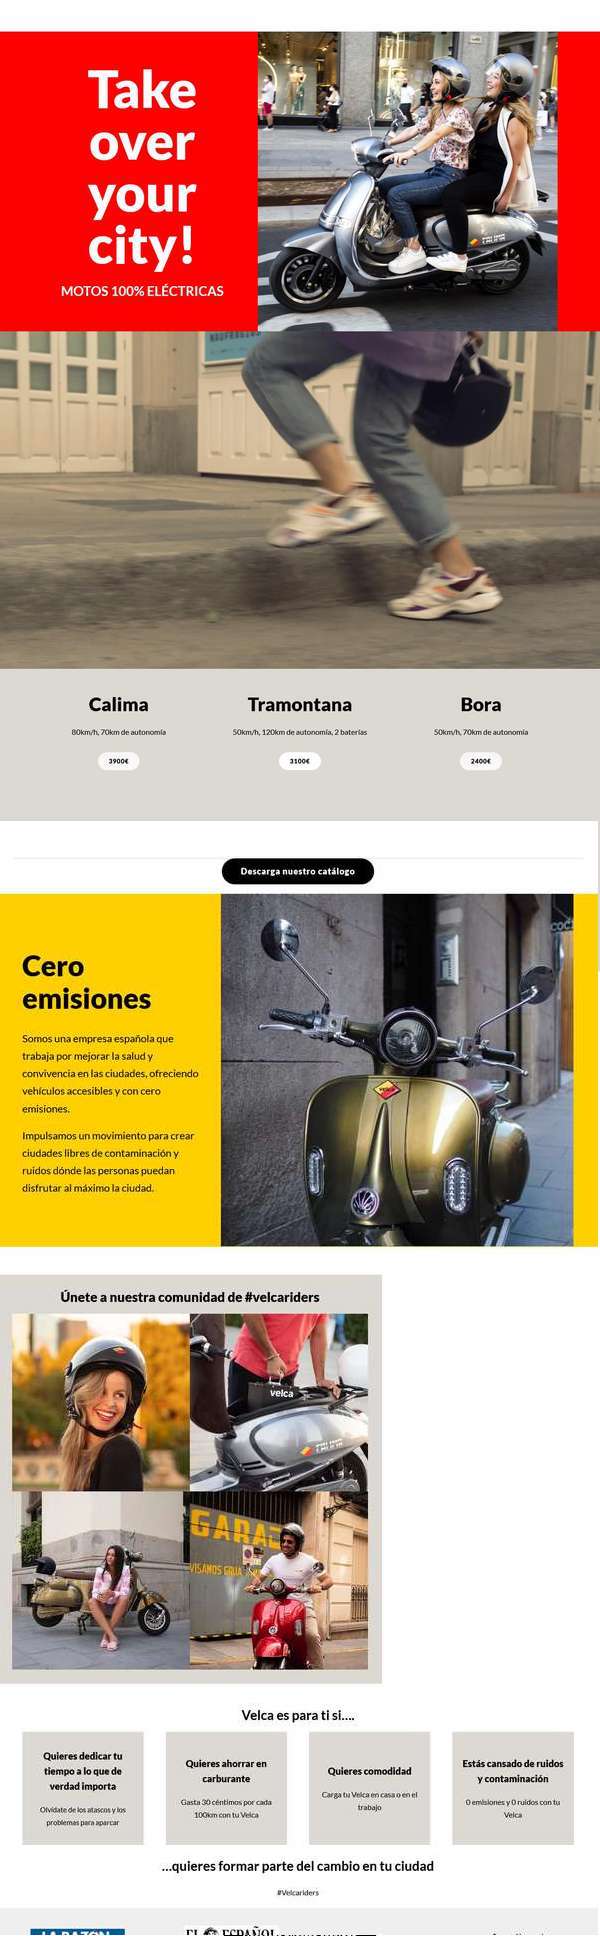 Take
over
your
city!
MOTOS 100% ELÉCTRICAS
Calima
80km/h, 70km de autonomía
3900€
Tramontana
50km/h, 120km de autonomía, 2 baterías
3100€
Bora
50km/h, 70km de autonomía
2400€
Descarga nuestro catálogo
Cero
emisiones
Somos una empresa española que
trabaja por mejorar la salud y
convivencia en las ciudades, ofreciendo
vehículos accesibles y con cero
emisiones.
Impulsamos un movimiento para crear
ciudades libres de contaminación y
ruidos dónde las personas puedan
disfrutar al máximo la ciudad.
Únete a nuestra comunidad de #velcariders
velca
GARAJ
VISAMOS GRUA
Velca es para ti si....
Quieres dedicar tu
tiempo a lo que de
verdad importa
Olvídate de los atascos y los
problemas para aparcar
Quieres ahorrar en
carburante
Gasta 30 céntimos por cada
100km con tu Velca
Quieres comodidad
Carga tu Velca en casa o en el
trabajo
Estás cansado de ruidos
y contaminación
0 emisiones y 0 ruidos con tu
Velca
...quieres formar parte del cambio en tu ciudad
#Velcariders
LA RAZON
EL ESPAÑOL